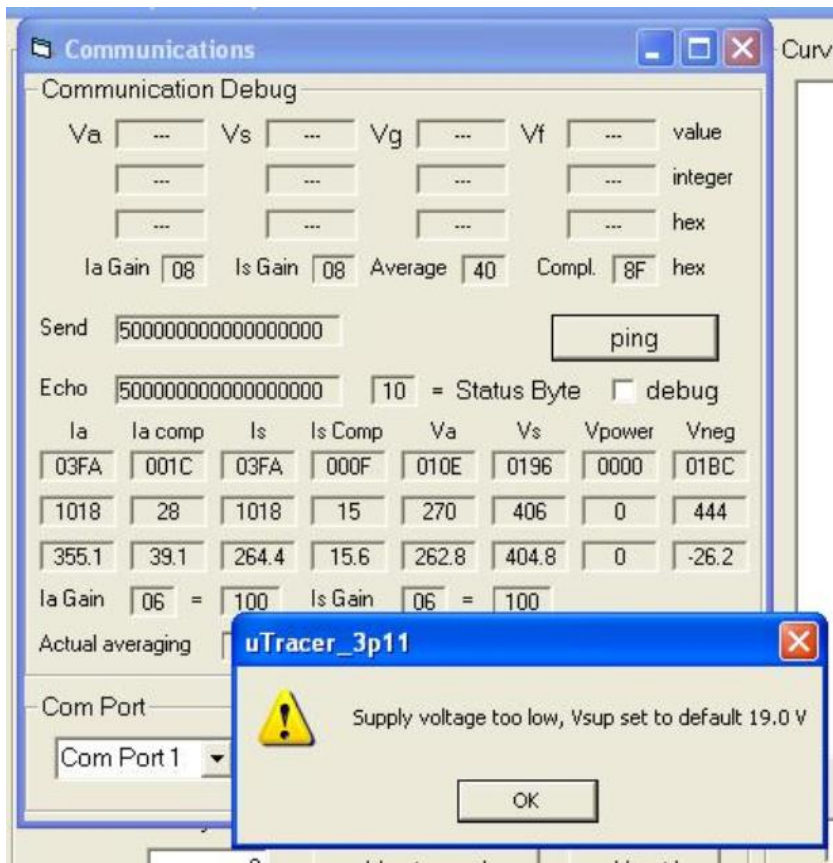 Communications
Curv
Communication Debug
Va --- Vs --- Vg --- Vf --- value
--- --- --- --- integer
--- --- --- --- hex
Ia Gain 08 Is Gain 08 Average 40 Compl. 8F hex
Send 500000000000000000 ping
Echo 500000000000000000 10 = Status Byte debug
Ia Ia comp Is Is Comp Va Vs Vpower Vneg
03FA 001C 03FA 000F 010E 0196 0000 01BC
1018 28 1018 15 270 406 0 444
355.1 39.1 264.4 15.6 262.8 404.8 0 -26.2
Ia Gain 06 = 100 Is Gain 06 = 100
Actual averaging
uTracer_3p11
Supply voltage too low, Vsup set to default 19.0 V
OK
Com Port
Com Port 1